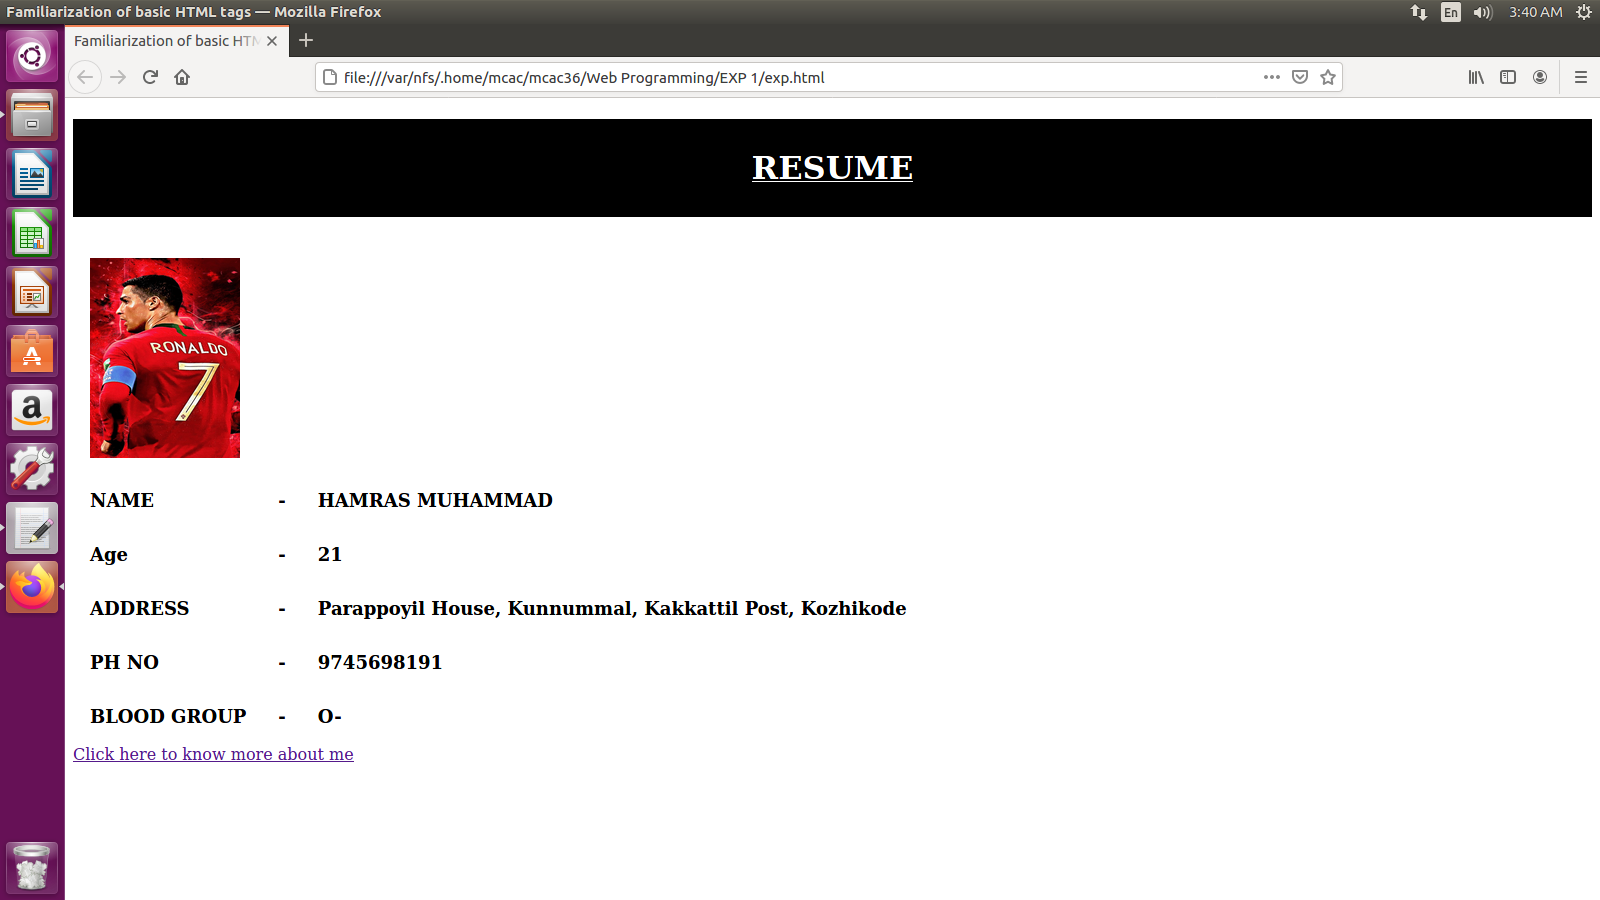 Familiarization of basic HTML tags — Mozilla Firefox
En
3:40 AM
Familiarization of basic HTM
file:///var/nfs/.home/mcac/mcac36/Web Programming/EXP 1/exp.html
RESUME
RONALDO
7
NAME - HAMRAS MUHAMMAD
Age - 21
ADDRESS - Parappoyil House, Kunnummal, Kakkattil Post, Kozhikode
PH NO - 9745698191
BLOOD GROUP - O-
Click here to know more about me